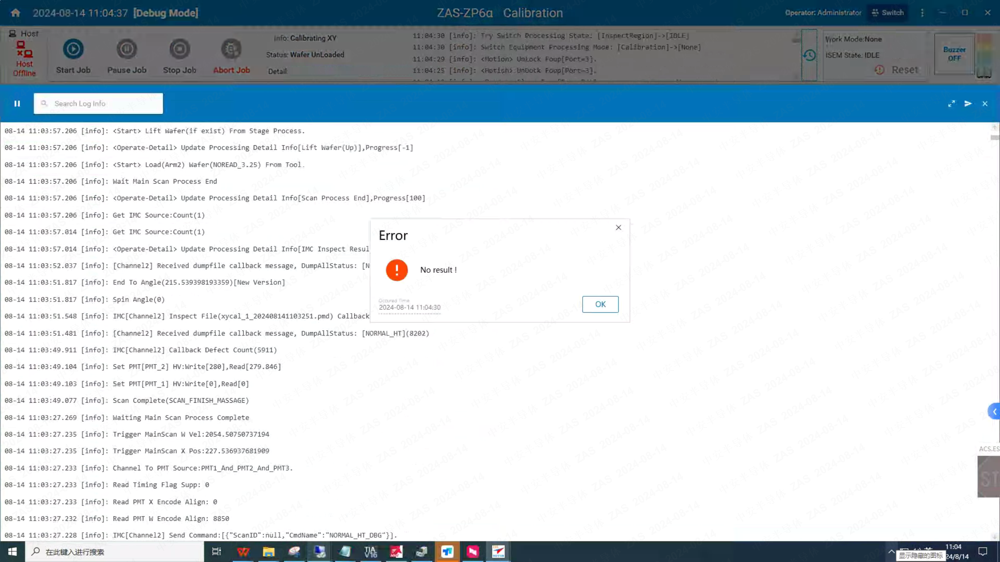 2024-08-14 11:04:37 [Debug Mode]
ZAS-ZP6α Calibration
Operator: Administrator
Switch
Host
Host
Offline
Start Job
Pause Job
Stop Job
Abort Job
Info: Calibrating XY
Status: Wafer UnLoaded
Detail:
11:04:30 [info]: Try Switch Processing State: [InspectRegion]->[IDLE]
11:04:30 [info]: Switch Equipment Processing Mode: [Calibration]->[None]
11:04:29 [info]: <Motion> UnLock Foup[Port=3].
11:04:25 [info]: <Motion> UnDock Foup[Port=3].
Work Mode:None
ISEM State: IDLE
Reset
Buzzer
OFF
Search Log Info
08-14 11:03:57.206 [info]: <Start> Lift Wafer(if exist) From Stage Process.
08-14 11:03:57.206 [info]: <Operate-Detail> Update Processing Detail Info[Lift Wafer(Up)],Progress[-1]
08-14 11:03:57.206 [info]: <Start> Load(Arm2) Wafer(NOREAD_3.25) From Tool.
08-14 11:03:57.206 [info]: Wait Main Scan Process End
08-14 11:03:57.206 [info]: <Operate-Detail> Update Processing Detail Info[Scan Process End],Progress[100]
08-14 11:03:57.206 [info]: Get IMC Source:Count(1)
08-14 11:03:57.014 [info]: Get IMC Source:Count(1)
08-14 11:03:57.014 [info]: <Operate-Detail> Update Processing Detail Info[IMC Inspect Resul
08-14 11:03:52.037 [info]: [Channel2] Received dumpfile callback message, DumpAllStatus: [N
08-14 11:03:51.817 [info]: End To Angle(215.539398193359)[New Version]
08-14 11:03:51.817 [info]: Spin Angle(0)
08-14 11:03:51.548 [info]: IMC[Channel2] Inspect File(xycal_1_202408141103251.pmd) Callback
08-14 11:03:51.481 [info]: [Channel2] Received dumpfile callback message, DumpAllStatus: [NORMAL_HT](8202)
08-14 11:03:49.911 [info]: IMC[Channel2] Callback Defect Count(5911)
08-14 11:03:49.104 [info]: Set PMT[PMT_2] HV:Write[280],Read[279.846]
08-14 11:03:49.103 [info]: Set PMT[PMT_1] HV:Write[0],Read[0]
08-14 11:03:49.077 [info]: Scan Complete(SCAN_FINISH_MASSAGE)
08-14 11:03:27.269 [info]: Waiting Main Scan Process Complete
08-14 11:03:27.235 [info]: Trigger MainScan W Vel:2054.50750737194
08-14 11:03:27.235 [info]: Trigger MainScan X Pos:227.536937681909
08-14 11:03:27.233 [info]: Channel To PMT Source:PMT1_And_PMT2_And_PMT3.
08-14 11:03:27.233 [info]: Read Timing Flag Supp: 0
08-14 11:03:27.233 [info]: Read PMT X Encode Align: 0
08-14 11:03:27.232 [info]: Read PMT W Encode Align: 8850
08-14 11:03:27.228 [info]: IMC[Channel2] Send Command:[{"ScanID":null,"CmdName":"NORMAL_HT_DBG"}].
Error
No result !
Occured Time
2024-08-14 11:04:30
OK
ACS.ES
ST
在此键入进行搜索
TIA
V16
11:04
显示隐藏的图标
24/8/14
中安半导体 ZAS 2024-08-14